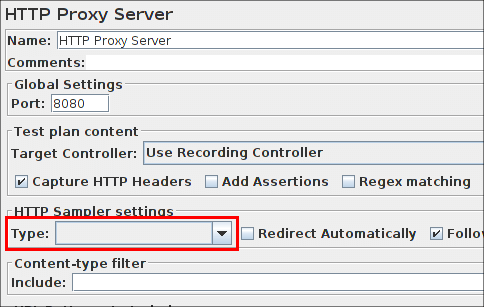 HTTP Proxy Server
Name: HTTP Proxy Server
Comments:
Global Settings
Port: 8080
Test plan content
Target Controller: Use Recording Controller
Capture HTTP Headers Add Assertions Regex matching
HTTP Sampler settings
Type: Redirect Automatically Follo
Content-type filter
Include: